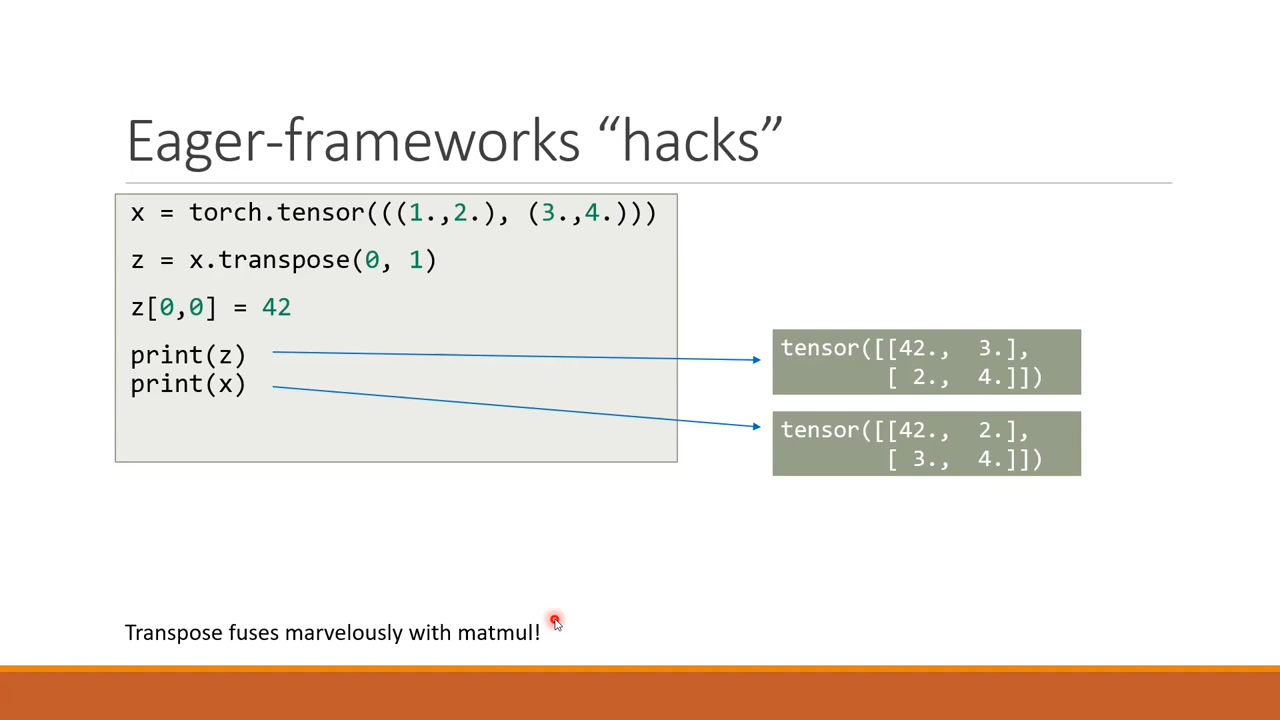 Eager-frameworks “hacks”
x = torch.tensor(((1.,2.), (3.,4.)))
z = x.transpose(0, 1)
z[0,0] = 42
print(z)
print(x)
tensor([[42.,  3.],
        [ 2.,  4.]])
tensor([[42.,  2.],
        [ 3.,  4.]])
Transpose fuses marvelously with matmul!